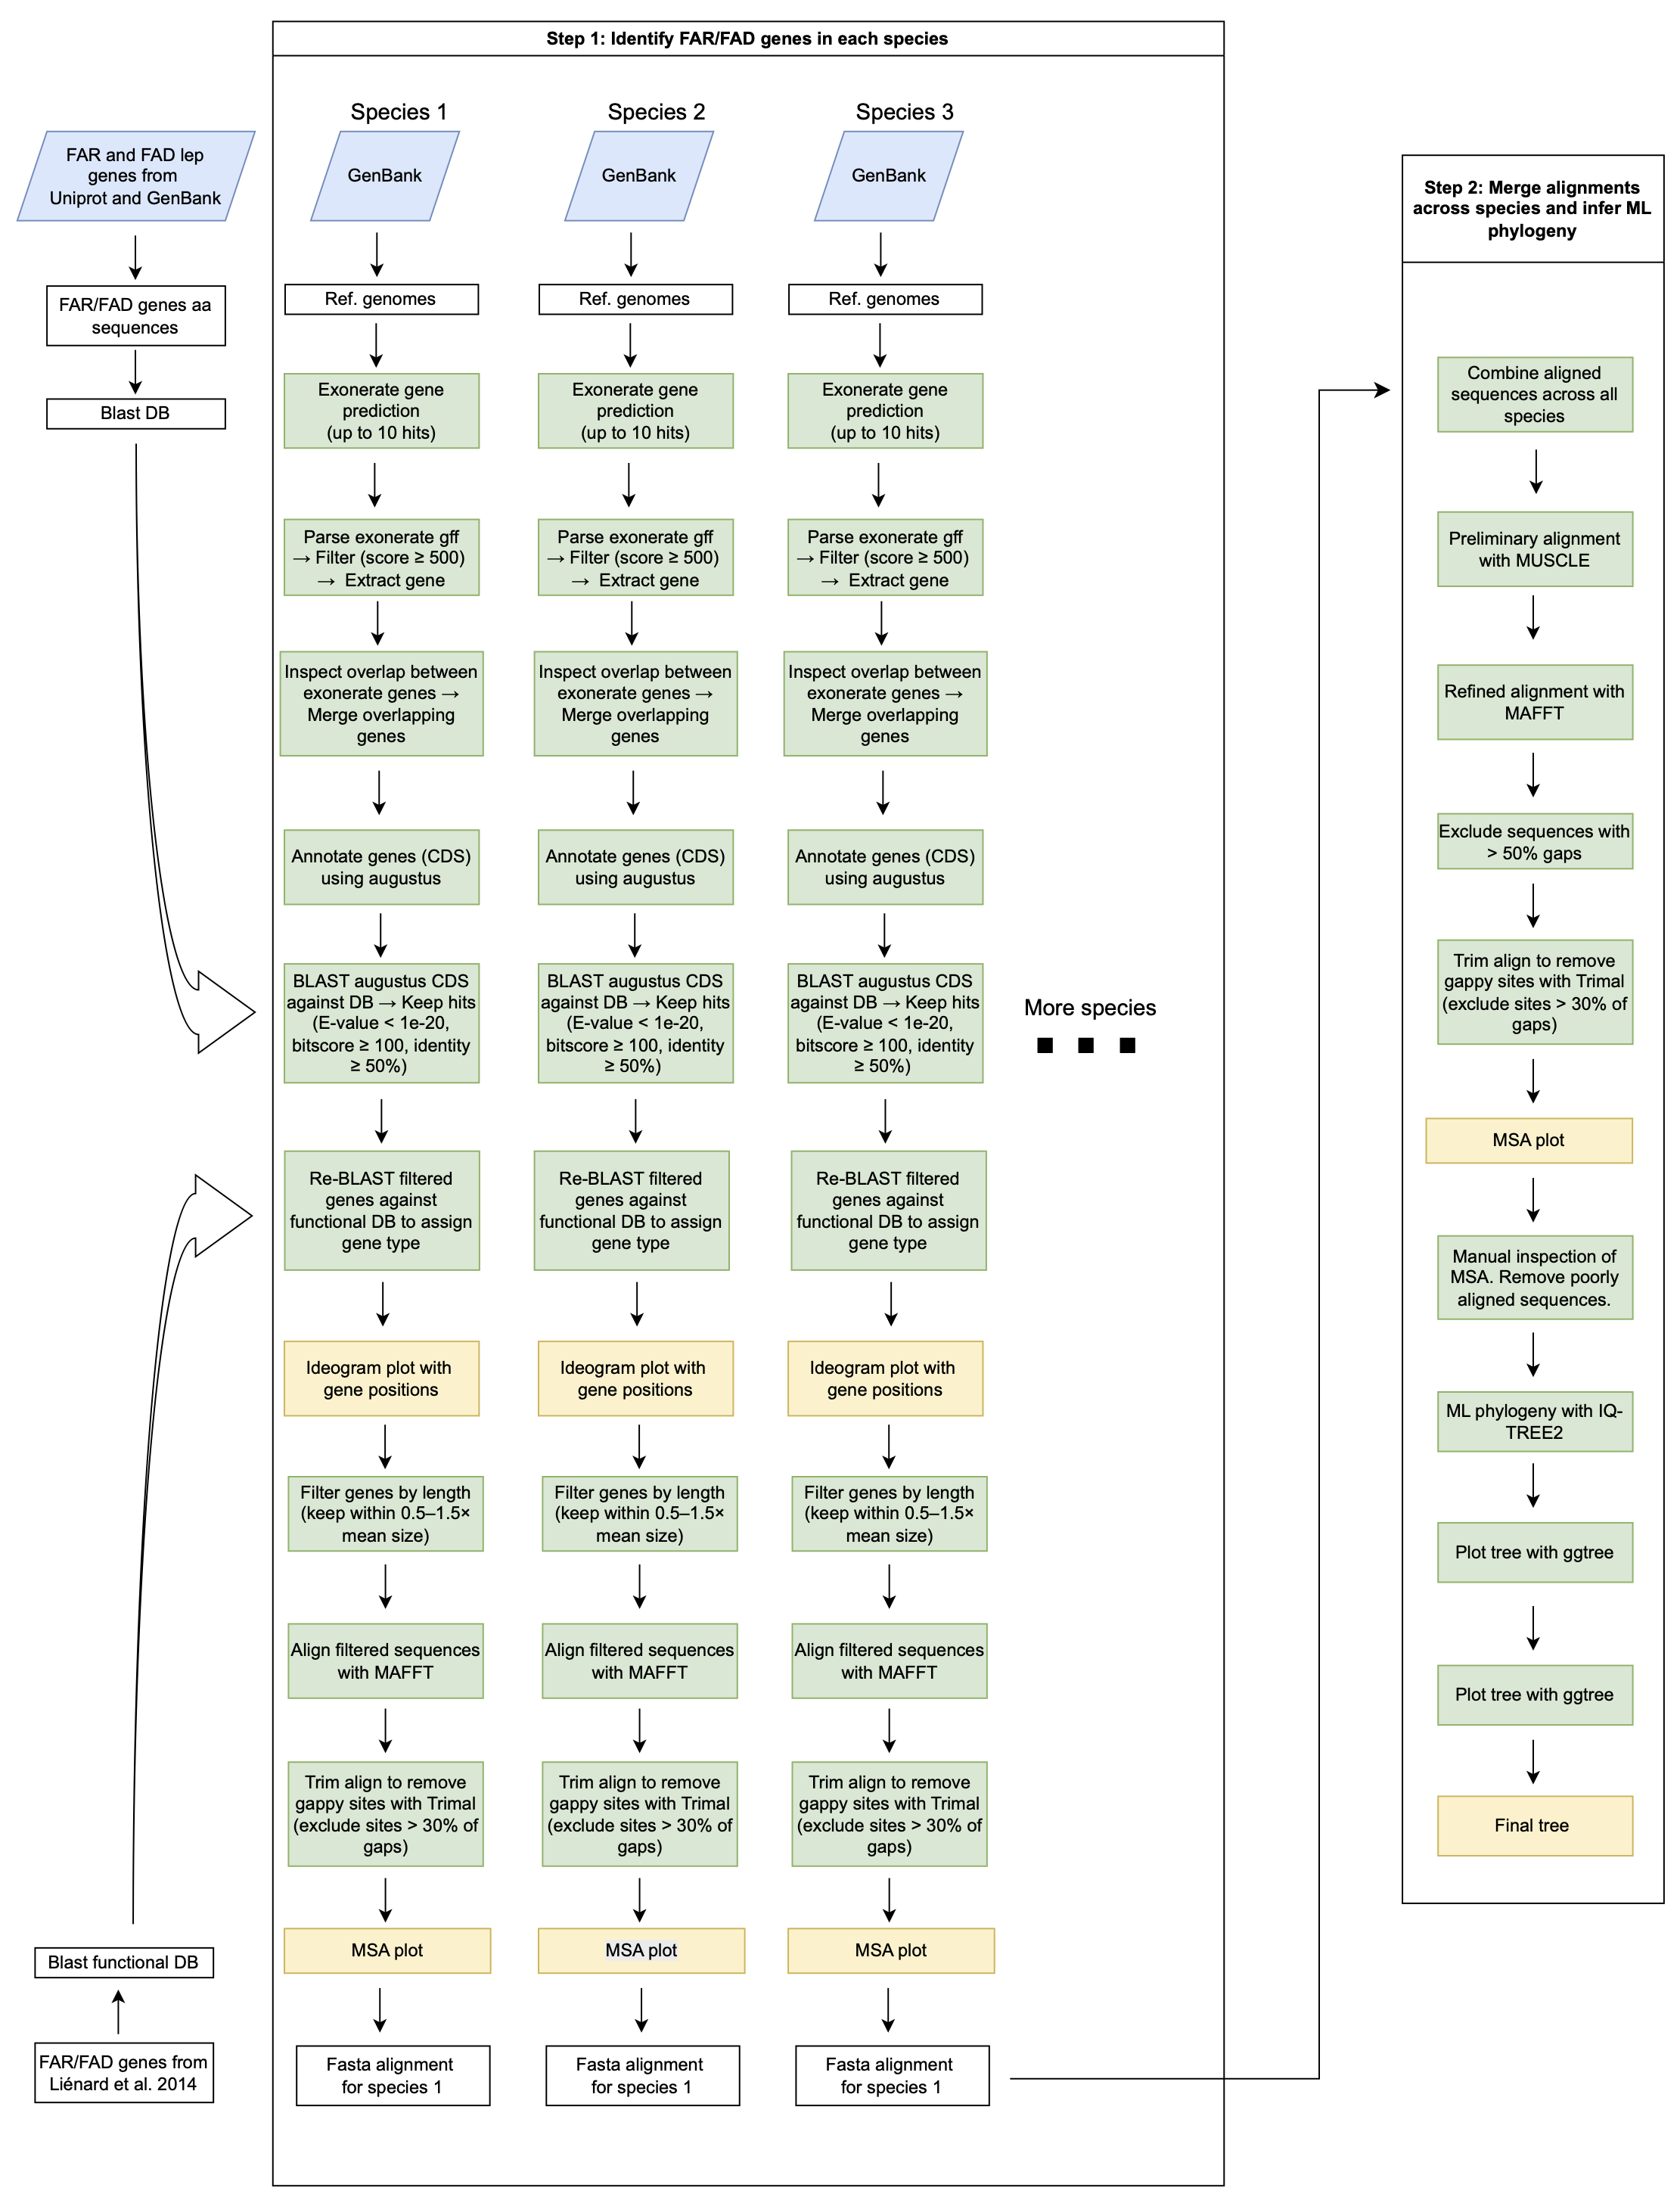 Step 1: Identify FAR/FAD genes in each species
FAR and FAD lep
genes from
Uniprot and GenBank
FAR/FAD genes aa
sequences
Blast DB
Blast functional DB
FAR/FAD genes from
Liénard et al. 2014
Species 1
GenBank
Ref. genomes
Exonerate gene
prediction
(up to 10 hits)
Parse exonerate gff
→ Filter (score ≥ 500)
→ Extract gene
Inspect overlap between
exonerate genes →
Merge overlapping
genes
Annotate genes (CDS)
using augustus
BLAST augustus CDS
against DB → Keep hits
(E-value < 1e-20,
bitscore ≥ 100, identity
≥ 50%)
Re-BLAST filtered
genes against
functional DB to assign
gene type
Ideogram plot with
gene positions
Filter genes by length
(keep within 0.5–1.5×
mean size)
Align filtered sequences
with MAFFT
Trim align to remove
gappy sites with Trimal
(exclude sites > 30% of
gaps)
MSA plot
Fasta alignment
for species 1
Species 2
GenBank
Ref. genomes
Exonerate gene
prediction
(up to 10 hits)
Parse exonerate gff
→ Filter (score ≥ 500)
→ Extract gene
Inspect overlap between
exonerate genes →
Merge overlapping
genes
Annotate genes (CDS)
using augustus
BLAST augustus CDS
against DB → Keep hits
(E-value < 1e-20,
bitscore ≥ 100, identity
≥ 50%)
Re-BLAST filtered
genes against
functional DB to assign
gene type
Ideogram plot with
gene positions
Filter genes by length
(keep within 0.5–1.5×
mean size)
Align filtered sequences
with MAFFT
Trim align to remove
gappy sites with Trimal
(exclude sites > 30% of
gaps)
MSA plot
Fasta alignment
for species 1
Species 3
GenBank
Ref. genomes
Exonerate gene
prediction
(up to 10 hits)
Parse exonerate gff
→ Filter (score ≥ 500)
→ Extract gene
Inspect overlap between
exonerate genes →
Merge overlapping
genes
Annotate genes (CDS)
using augustus
BLAST augustus CDS
against DB → Keep hits
(E-value < 1e-20,
bitscore ≥ 100, identity
≥ 50%)
Re-BLAST filtered
genes against
functional DB to assign
gene type
Ideogram plot with
gene positions
Filter genes by length
(keep within 0.5–1.5×
mean size)
Align filtered sequences
with MAFFT
Trim align to remove
gappy sites with Trimal
(exclude sites > 30% of
gaps)
MSA plot
Fasta alignment
for species 1
More species
Step 2: Merge alignments
across species and infer ML
phylogeny
Combine aligned
sequences across all
species
Preliminary alignment
with MUSCLE
Refined alignment with
MAFFT
Exclude sequences with
> 50% gaps
Trim align to remove
gappy sites with Trimal
(exclude sites > 30% of
gaps)
MSA plot
Manual inspection of
MSA. Remove poorly
aligned sequences.
ML phylogeny with IQ-
TREE2
Plot tree with ggtree
Plot tree with ggtree
Final tree